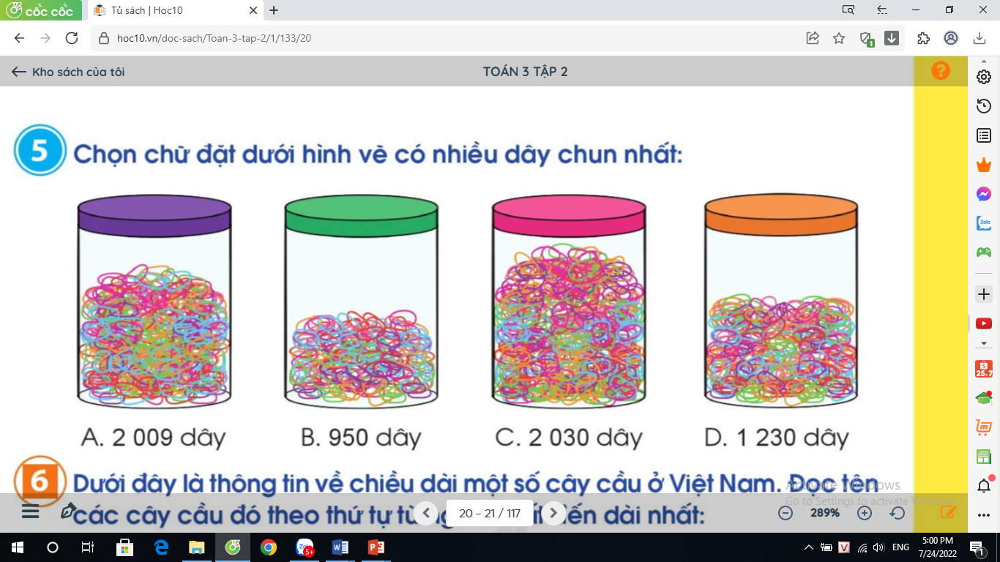 cốc cốc
Tủ sách | Hoc10
hoc10.vn/doc-sach/Toan-3-tap-2/1/133/20
1
Kho sách của tôi
TOÁN 3 TẬP 2
?
5 Chọn chữ đặt dưới hình vẽ có nhiều dây chun nhất:
A. 2 009 dây
B. 950 dây
C. 2 030 dây
D. 1 230 dây
6 Dưới đây là thông tin về chiều dài một số cây cầu ở Việt Nam. Đọc tên
các cây cầu đó theo thứ tự nhất:
Activate Windows
Go to Settings to activate Windows.
20 - 21 / 117
289%
Zalo
S
25.7
5+
V
ENG
5:00 PM
7/24/2022
1